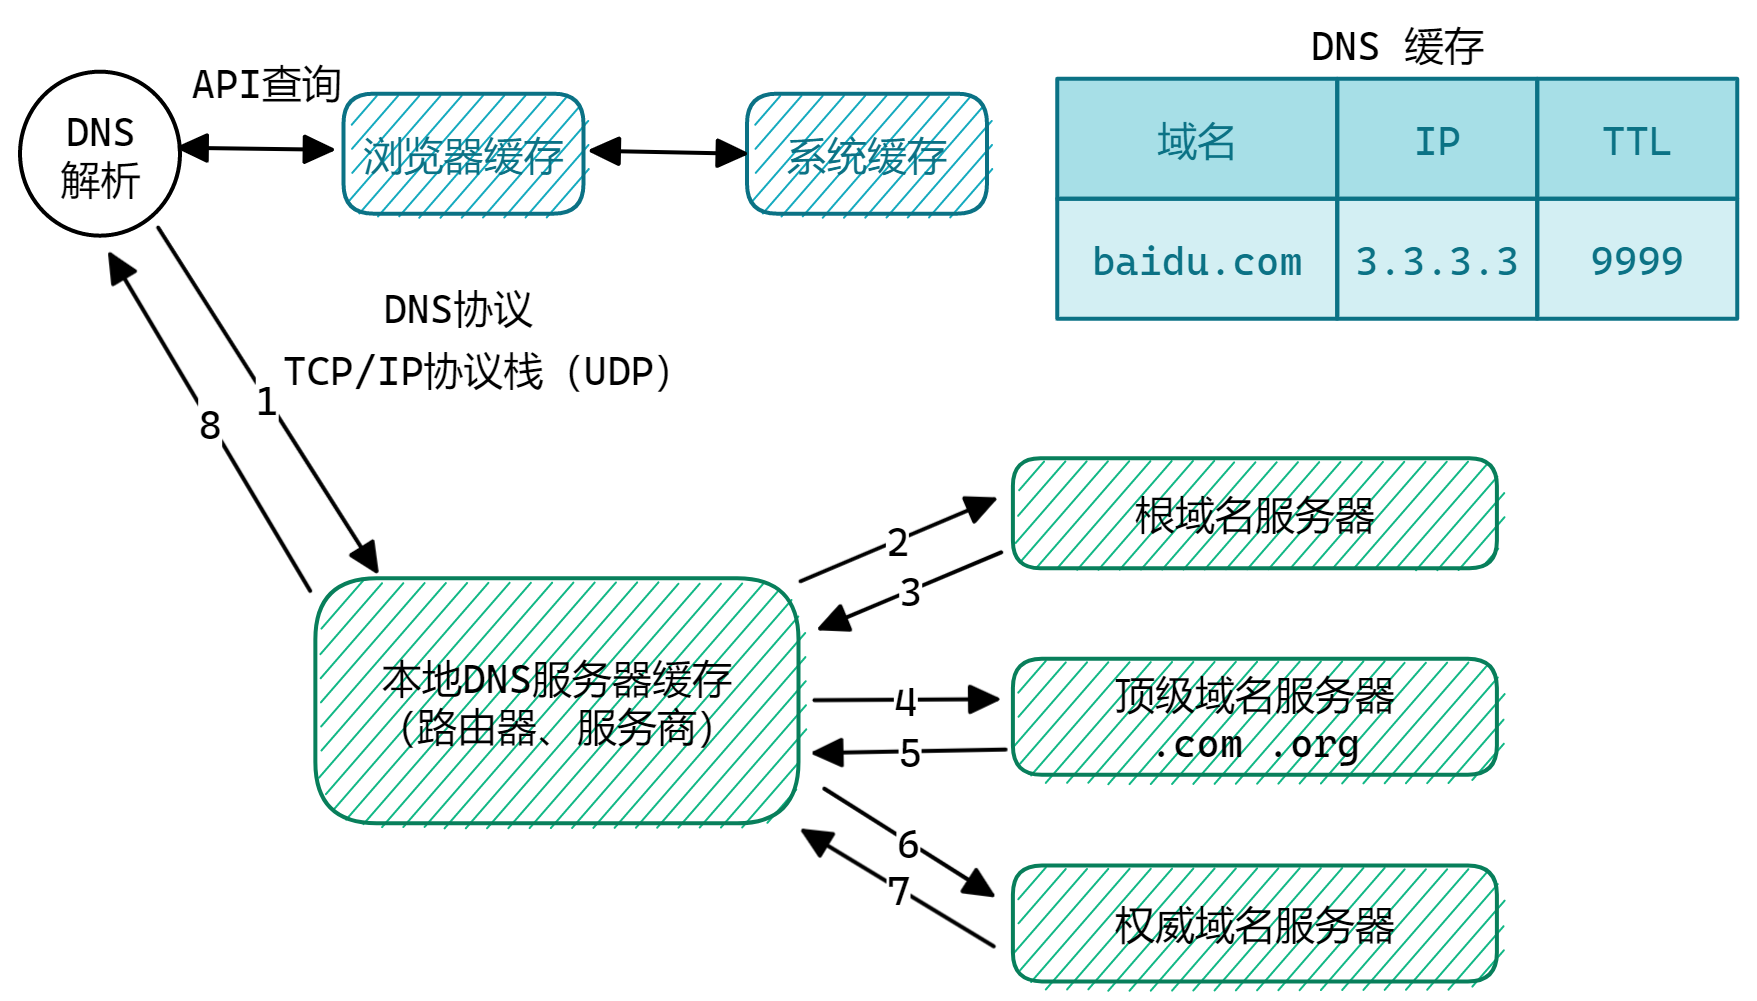 DNS 缓存
API查询
DNS
解析
浏览器缓存
系统缓存
域名
IP
TTL
baidu.com
3.3.3.3
9999
DNS协议
TCP/IP协议栈（UDP）
1
8
2
3
根域名服务器
本地DNS服务器缓存
（路由器、服务商）
4
5
顶级域名服务器
.com .org
6
7
权威域名服务器